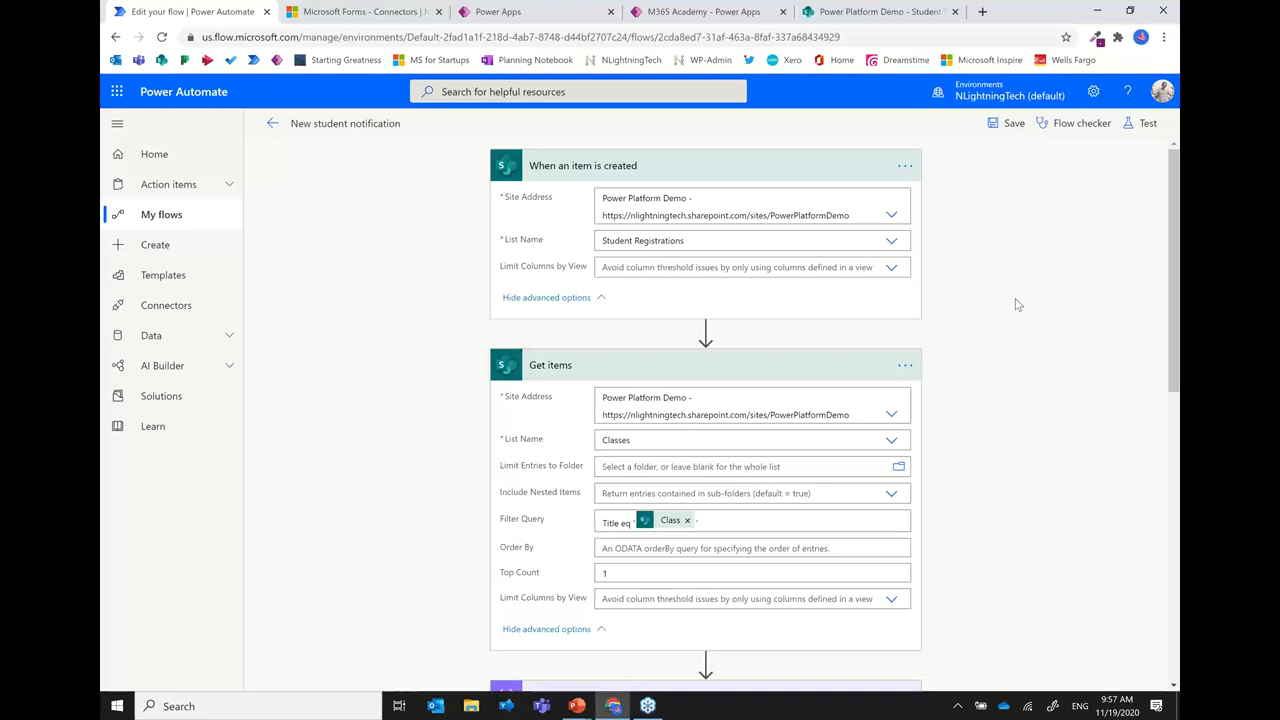 Edit your flow | Power Automate
Microsoft Forms - Connectors |
Power Apps
M365 Academy - Power Apps
Power Platform Demo - Student R
us.flow.microsoft.com/manage/environments/Default-2fad1a1f-218d-4ab7-8748-d44bf2707c24/flows/2cda8ed7-31af-463a-8faf-337a68434929
Starting Greatness
MS for Startups
Planning Notebook
NLightningTech
WP-Admin
Xero
Home
Dreamstime
Microsoft Inspire
Wells Fargo
Power Automate
Search for helpful resources
Environments
NLightningTech (default)
New student notification
Save
Flow checker
Test
Home
Action items
My flows
Create
Templates
Connectors
Data
AI Builder
Solutions
Learn
When an item is created
* Site Address
Power Platform Demo -
https://nlightningtech.sharepoint.com/sites/PowerPlatformDemo
* List Name
Student Registrations
Limit Columns by View
Avoid column threshold issues by only using columns defined in a view
Hide advanced options
Get items
* Site Address
Power Platform Demo -
https://nlightningtech.sharepoint.com/sites/PowerPlatformDemo
* List Name
Classes
Limit Entries to Folder
Select a folder, or leave blank for the whole list
Include Nested Items
Return entries contained in sub-folders (default = true)
Filter Query
Title eq ' Class × '
Order By
An ODATA orderBy query for specifying the order of entries.
Top Count
1
Limit Columns by View
Avoid column threshold issues by only using columns defined in a view
Hide advanced options
Search
ENG
9:57 AM
11/19/2020